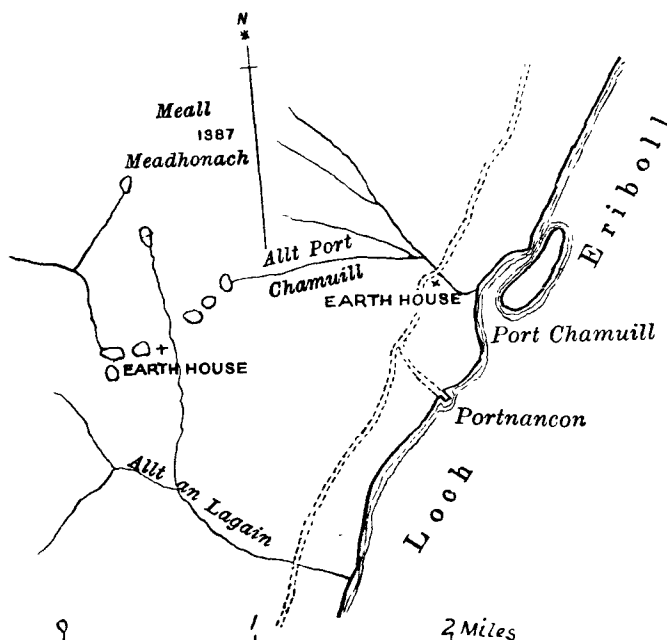 N
Meall
1387
Meadhonach
Allt Port
Chamuill
EARTH HOUSE
Eriboll
Port Chamuill
EARTH HOUSE
Portnancon
Allt an Lagain
Loch
0
1
2 Miles